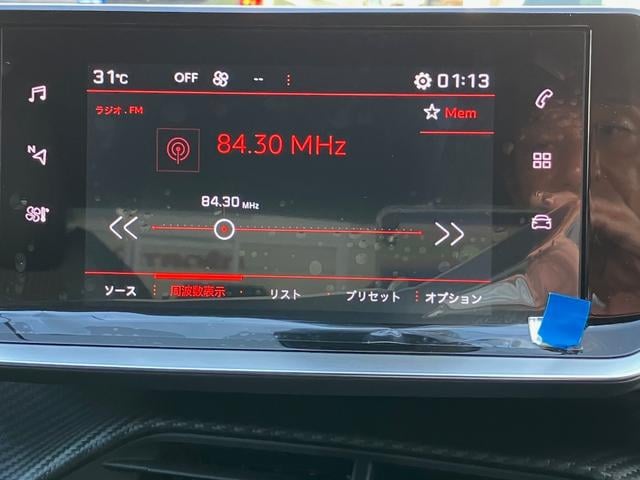 31℃ OFF -- 01:13
ラジオ.FM
Mem
84.30 MHz
84.30 MHz
N
ソース 周波数表示 リスト プリセット オプション